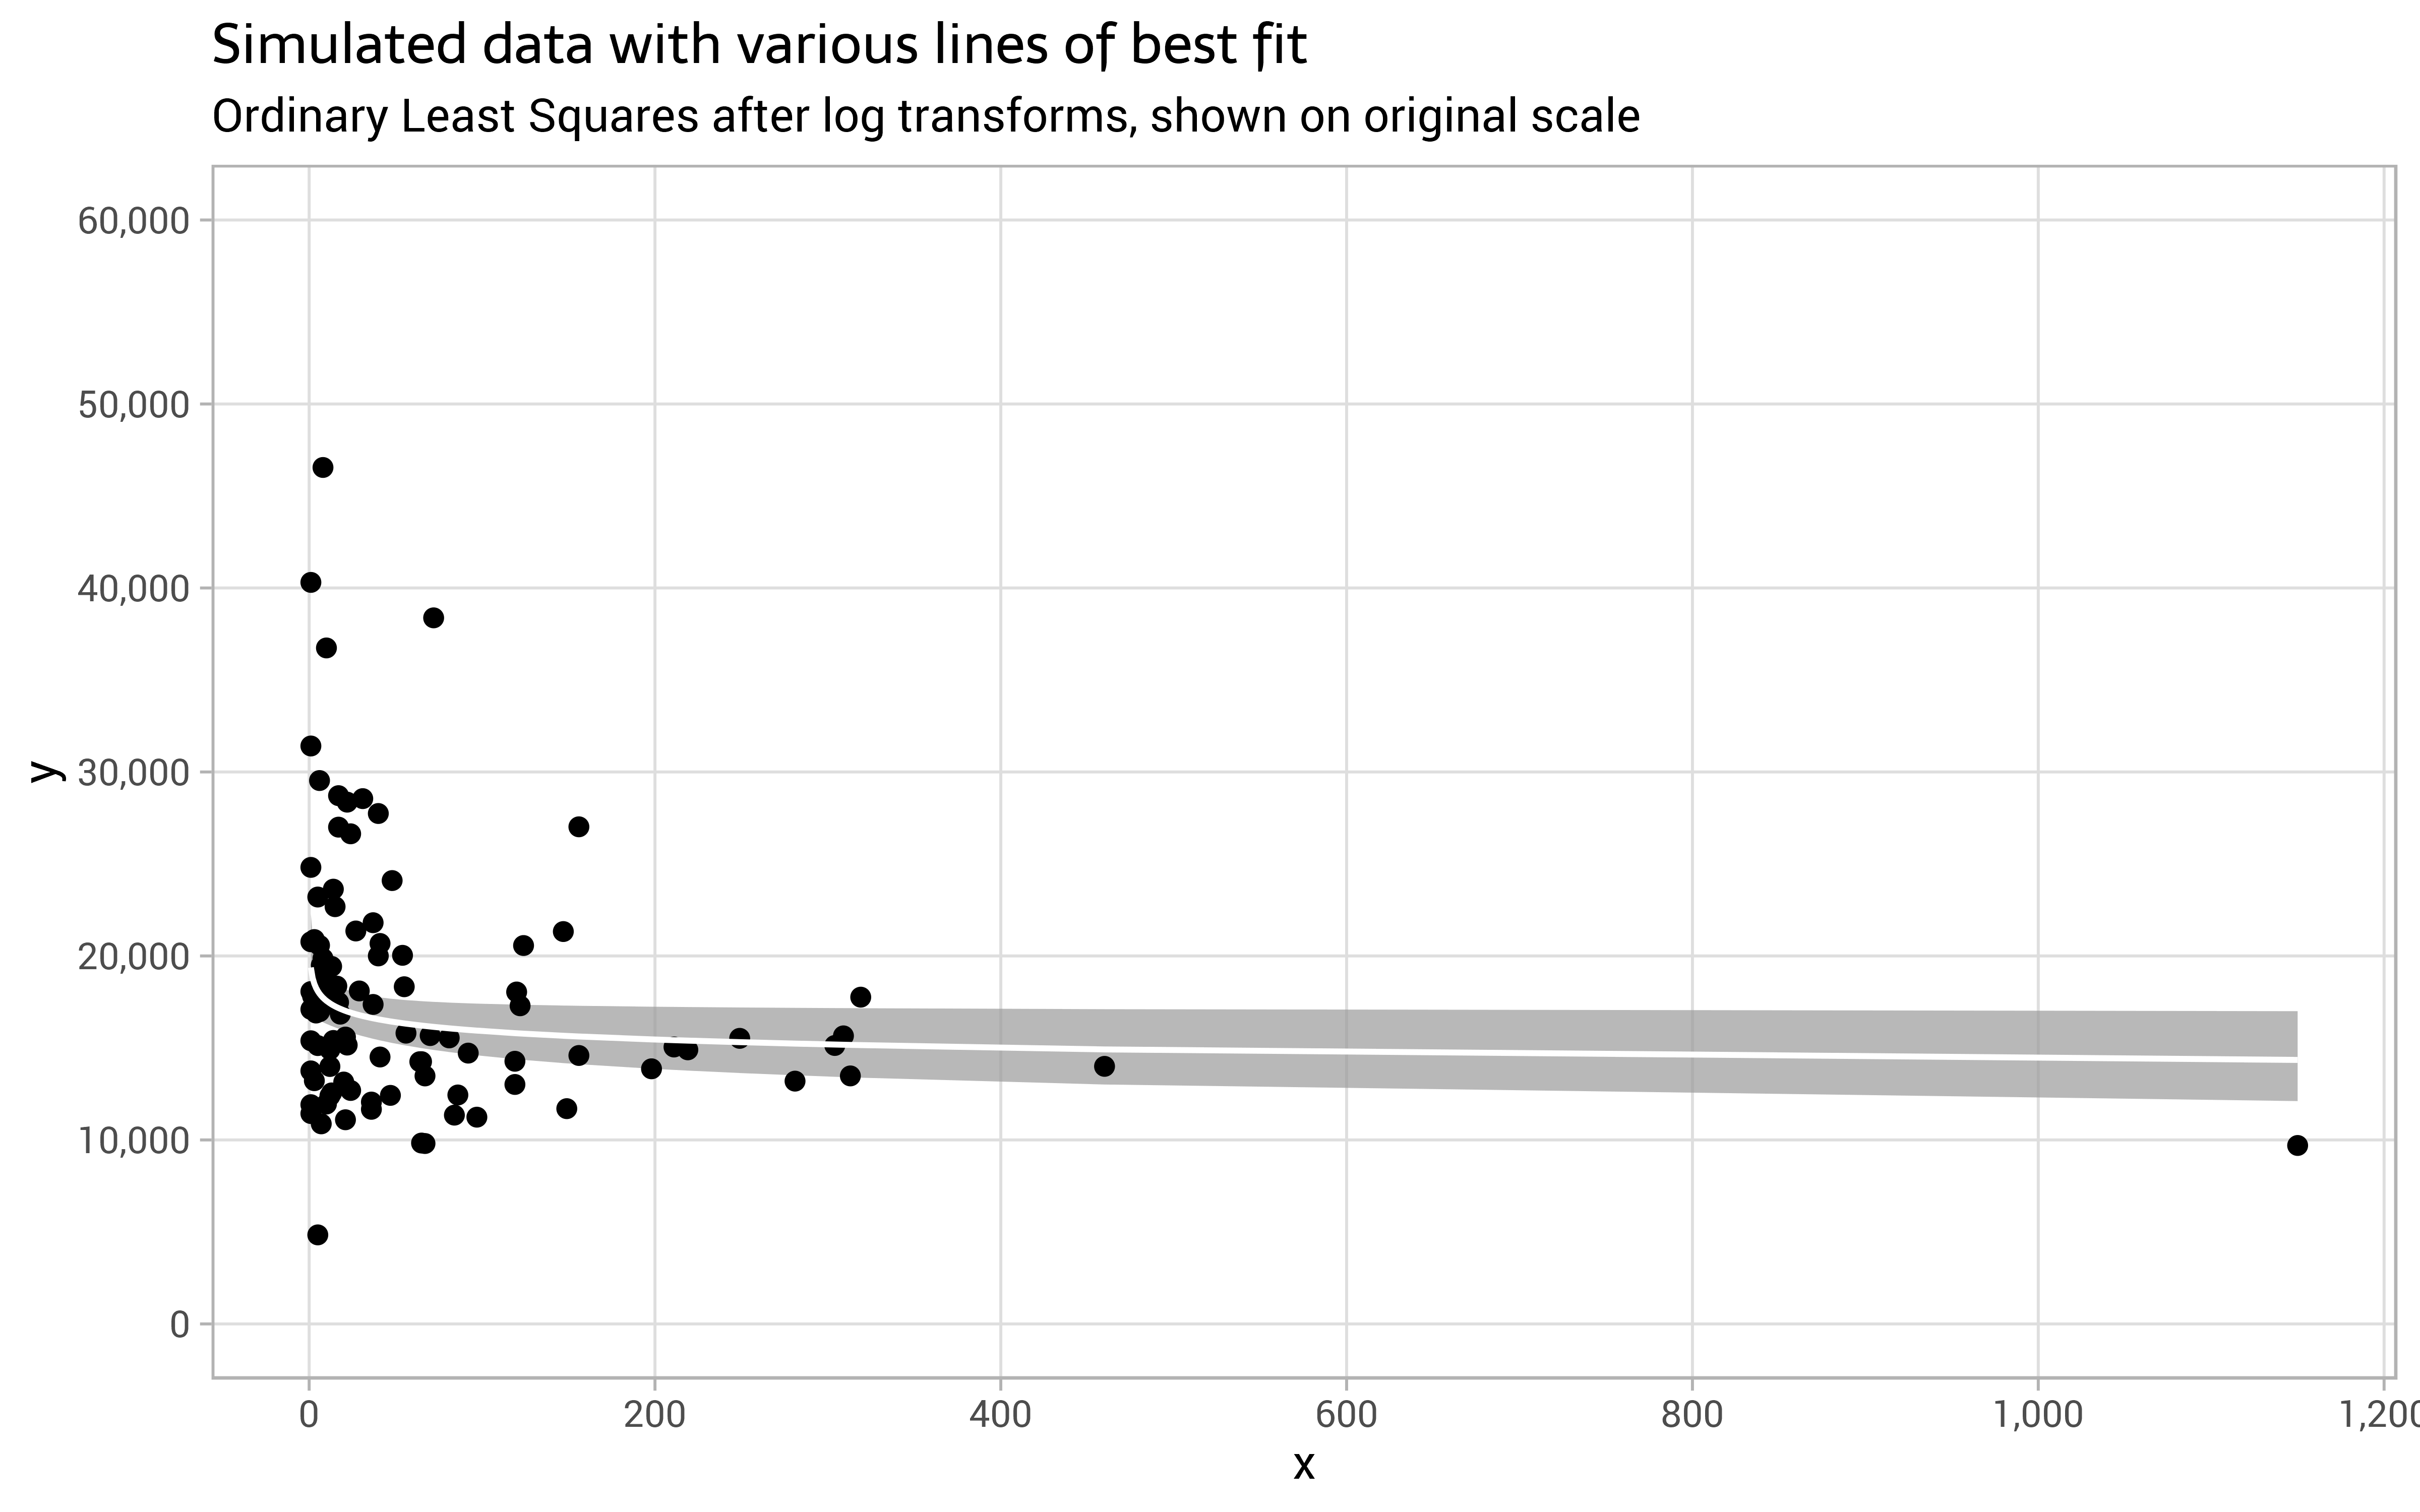 Simulated data with various lines of best fit
Ordinary Least Squares after log transforms, shown on original scale
60,000
50,000
40,000
y
30,000
20,000
10,000
0
0 200 400 600 800 1,000 1,200
x